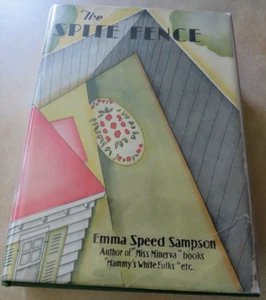 The
SPITE FENCE
Emma Speed Sampson
Author of "Miss Minerva" books
"Mammy's White Folks" etc.